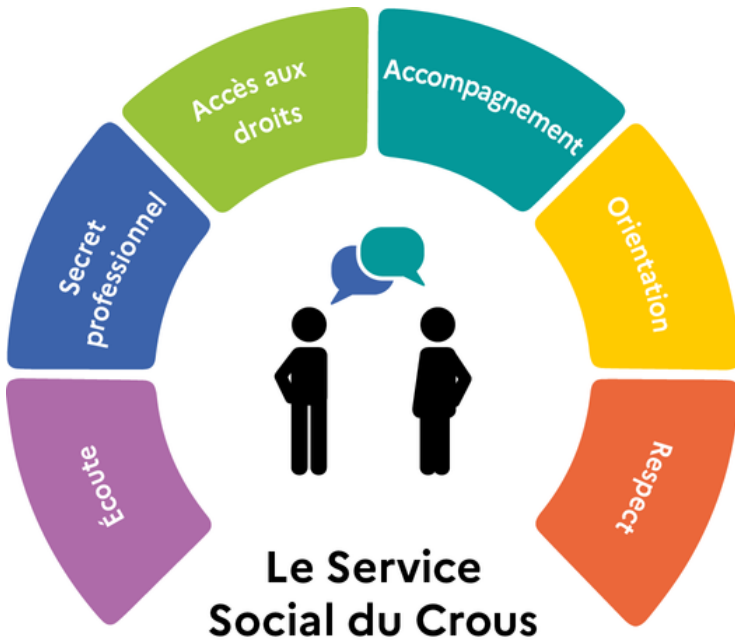 Écoute
Secret
professionnel
Accès aux
droits
Accompagnement
Orientation
Respect
Le Service
Social du Crous